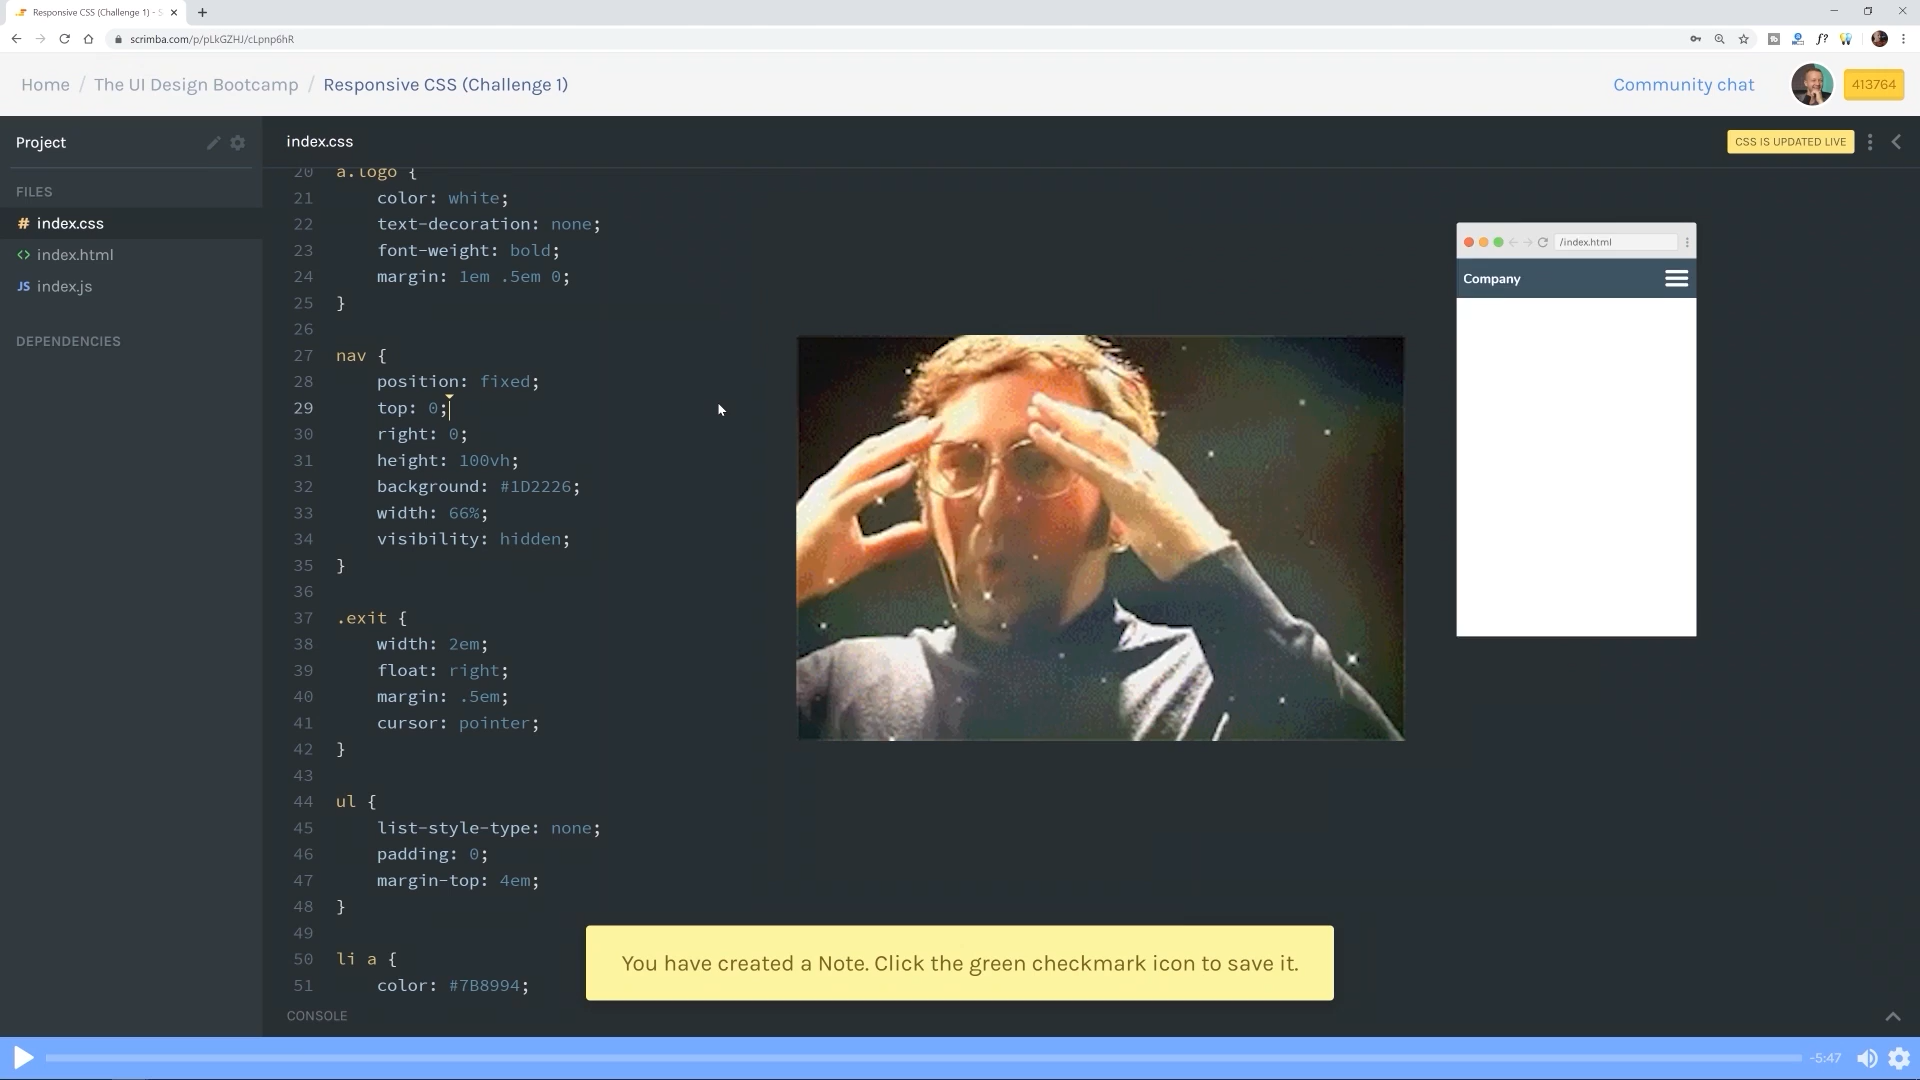 Responsive CSS (Challenge 1) - S
scrimba.com/p/pLkGZHJ/cLpnp6hR
Home / The UI Design Bootcamp / Responsive CSS (Challenge 1)
Community chat
413764
Project
index.css
CSS IS UPDATED LIVE
FILES
# index.css
<> index.html
JS index.js
DEPENDENCIES
20 a.logo {
21 color: white;
22 text-decoration: none;
23 font-weight: bold;
24 margin: 1em .5em 0;
25 }
26
27 nav {
28 position: fixed;
29 top: 0;
30 right: 0;
31 height: 100vh;
32 background: #1D2226;
33 width: 66%;
34 visibility: hidden;
35 }
36
37 .exit {
38 width: 2em;
39 float: right;
40 margin: .5em;
41 cursor: pointer;
42 }
43
44 ul {
45 list-style-type: none;
46 padding: 0;
47 margin-top: 4em;
48 }
49
50 li a {
51 color: #7B8994;
/index.html
Company
You have created a Note. Click the green checkmark icon to save it.
CONSOLE
-5:47